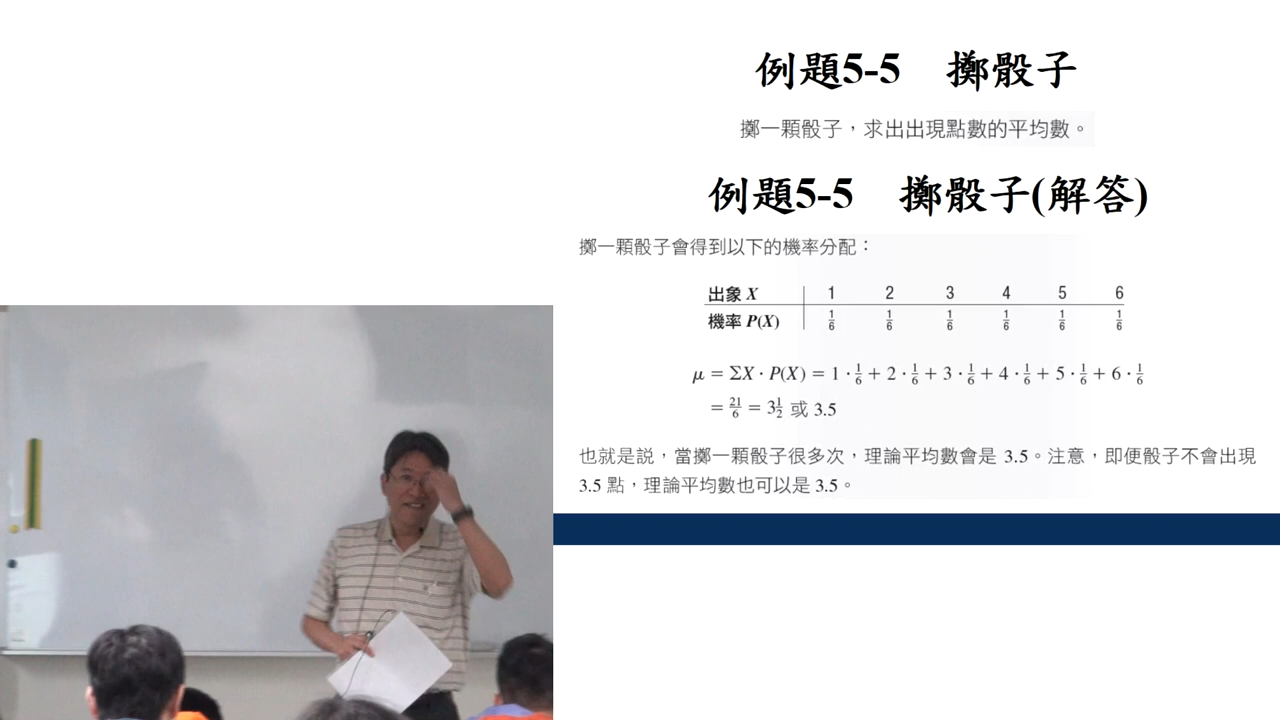 例題5-5 擲骰子
擲一顆骰子，求出出現點數的平均數。
例題5-5 擲骰子(解答)
擲一顆骰子會得到以下的機率分配：
出象 X 1 2 3 4 5 6
機率 P(X) 1/6 1/6 1/6 1/6 1/6 1/6
μ = ΣX · P(X) = 1 · 1/6 + 2 · 1/6 + 3 · 1/6 + 4 · 1/6 + 5 · 1/6 + 6 · 1/6
= 21/6 = 3 1/2 或 3.5
也就是說，當擲一顆骰子很多次，理論平均數會是 3.5。注意，即便骰子不會出現
3.5 點，理論平均數也可以是 3.5。